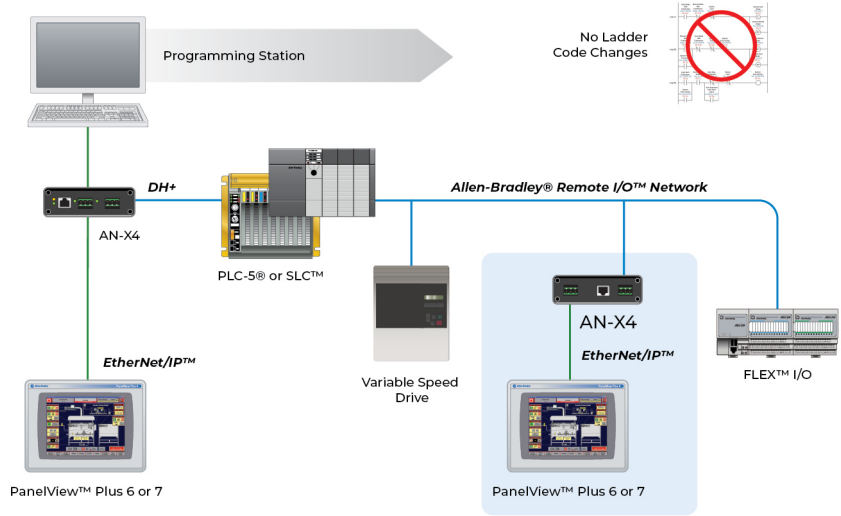 Programming Station
No Ladder
Code Changes
DH+
Allen-Bradley® Remote I/O™ Network
AN-X4
PLC-5® or SLC™
AN-X4
EtherNet/IP™
EtherNet/IP™
FLEX™ I/O
Variable Speed
Drive
PanelView™ Plus 6 or 7
PanelView™ Plus 6 or 7